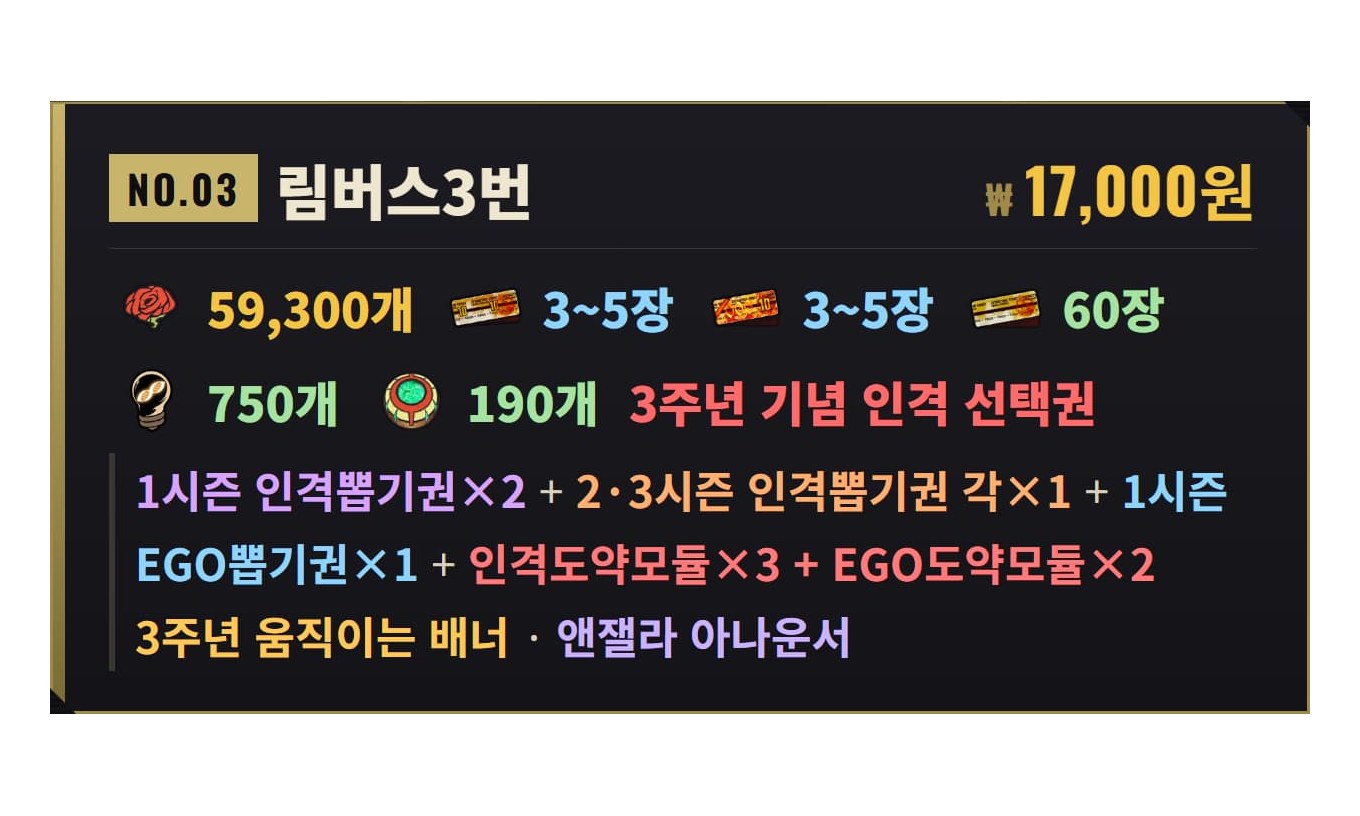 NO.03 림버스3번 ₩ 17,000원
59,300개 3~5장 3~5장 60장
750개 190개 3주년 기념 인격 선택권
1시즌 인격뽑기권×2 + 2·3시즌 인격뽑기권 각×1 + 1시즌
EGO뽑기권×1 + 인격도약모듈×3 + EGO도약모듈×2
3주년 움직이는 배너 · 앤젤라 아나운서